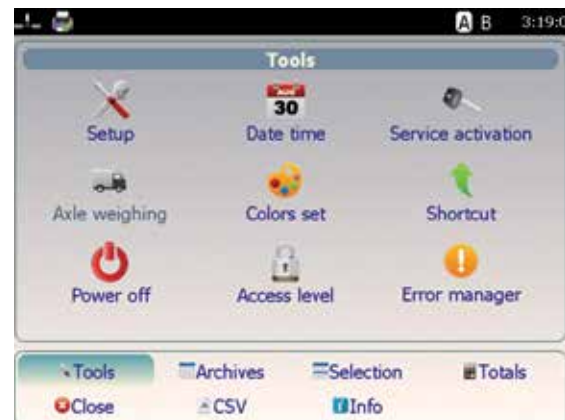 A B 3:19:0
Tools
30
Setup Date time Service activation
Axle weighing Colors set Shortcut
Power off Access level Error manager
Tools Archives Selection Totals
Close CSV Info